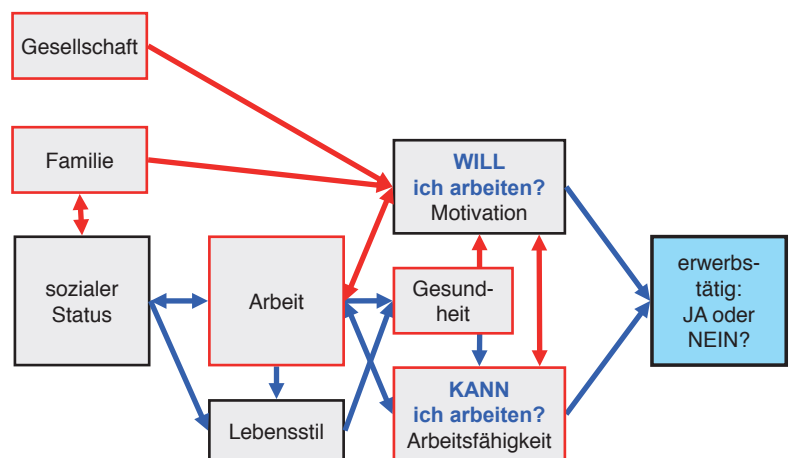 Gesellschaft
Familie
WILL
ich arbeiten?
Motivation
sozialer
Status
Arbeit
Gesund-
heit
erwerbs-
tätig:
JA oder
NEIN?
KANN
ich arbeiten?
Arbeitsfähigkeit
Lebensstil